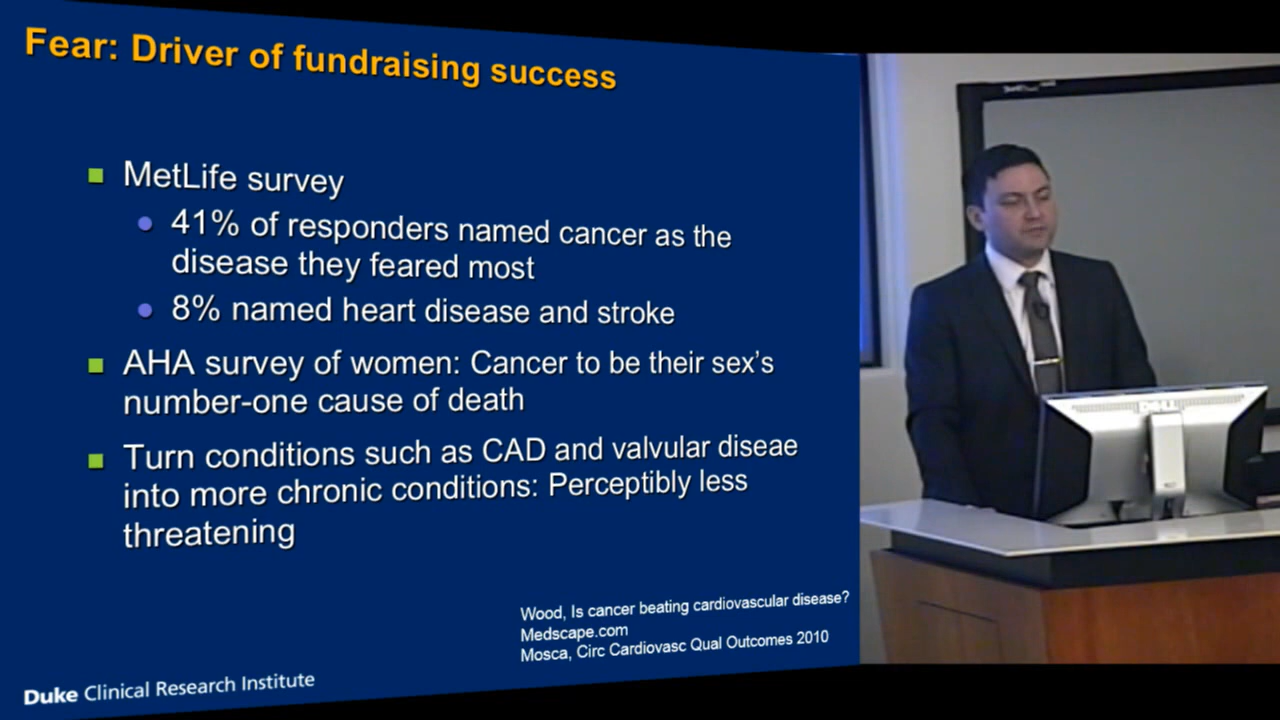 Fear: Driver of fundraising success
MetLife survey
41% of responders named cancer as the
disease they feared most
8% named heart disease and stroke
AHA survey of women: Cancer to be their sex's
number-one cause of death
Turn conditions such as CAD and valvular diseae
into more chronic conditions: Perceptibly less
threatening
Wood, Is cancer beating cardiovascular disease?
Medscape.com
Mosca, Circ Cardiovasc Qual Outcomes 2010
Duke Clinical Research Institute
DELL